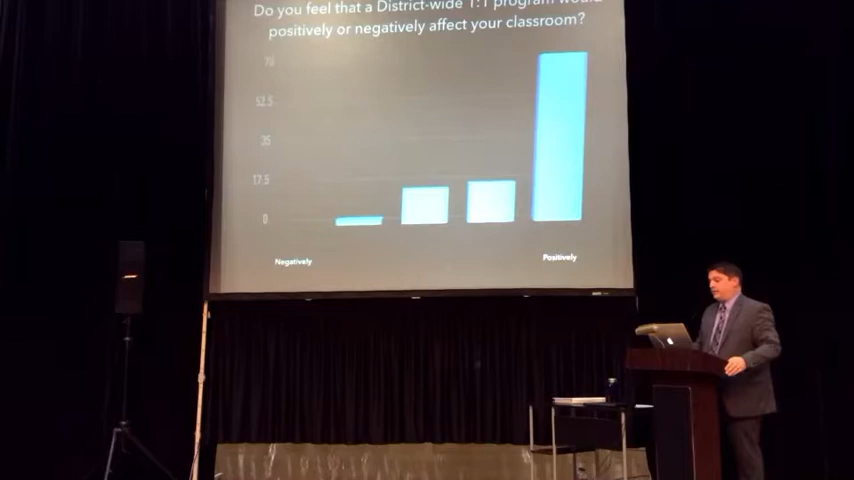 Do you feel that a District-wide 1:1 program would
positively or negatively affect your classroom?
70
52.5
35
17.5
0
Negatively
Positively